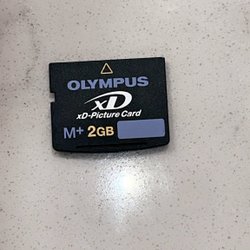 OLYMPUS
xD
xD-Picture Card
M+ 2GB